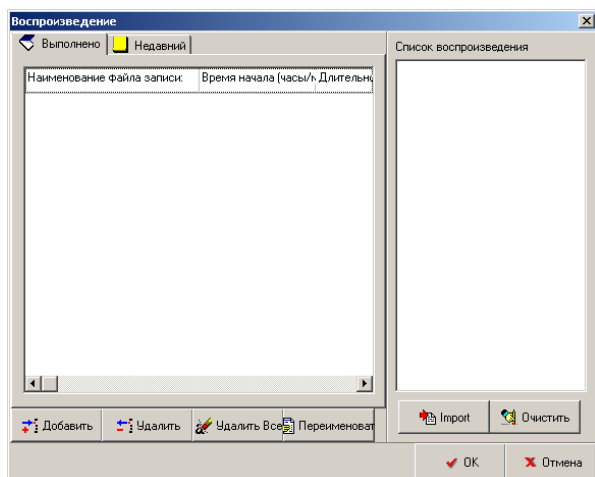 Воспроизведение
Выполнено
Недавний
Список воспроизведения
Наименование файла записи:
Время начала (часы/м
Длительно
Добавить
Удалить
Удалить Все
Переименоват
Import
Очистить
OK
Отмена